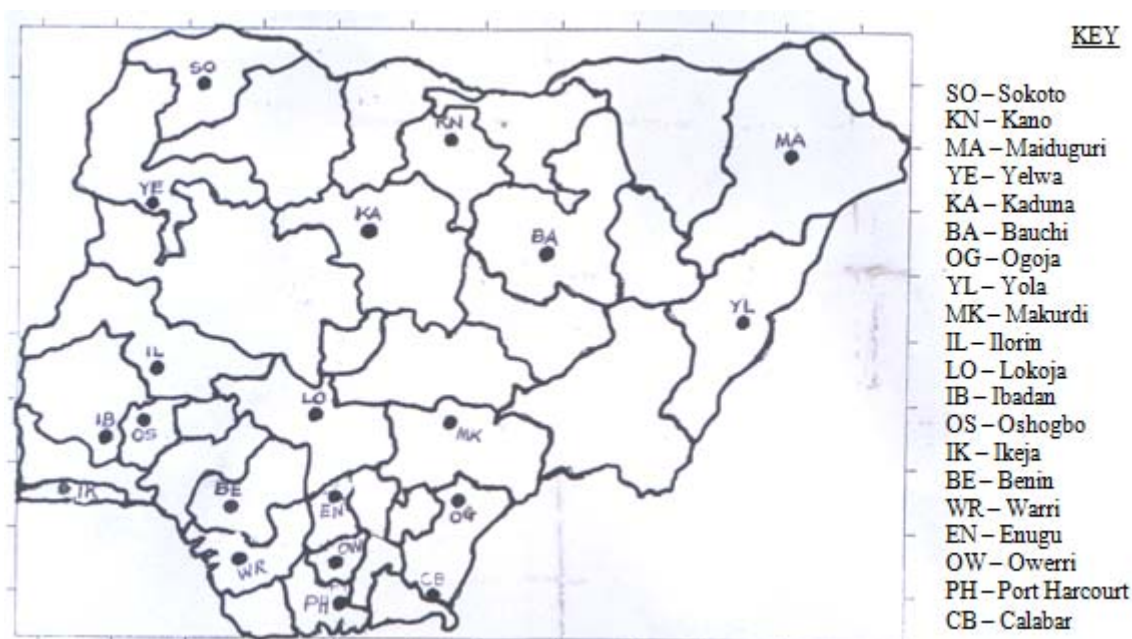 KEY
SO – Sokoto
KN – Kano
MA – Maiduguri
YE – Yelwa
KA – Kaduna
BA – Bauchi
OG – Ogoja
YL – Yola
MK – Makurdi
IL – Ilorin
LO – Lokoja
IB – Ibadan
OS – Oshogbo
IK – Ikeja
BE – Benin
WR – Warri
EN – Enugu
OW – Owerri
PH – Port Harcourt
CB – Calabar
SO
KN
MA
YE
KA
BA
YL
IL
LO
IB
OS
MK
IK
BE
EN
OG
OW
WR
CB
PH